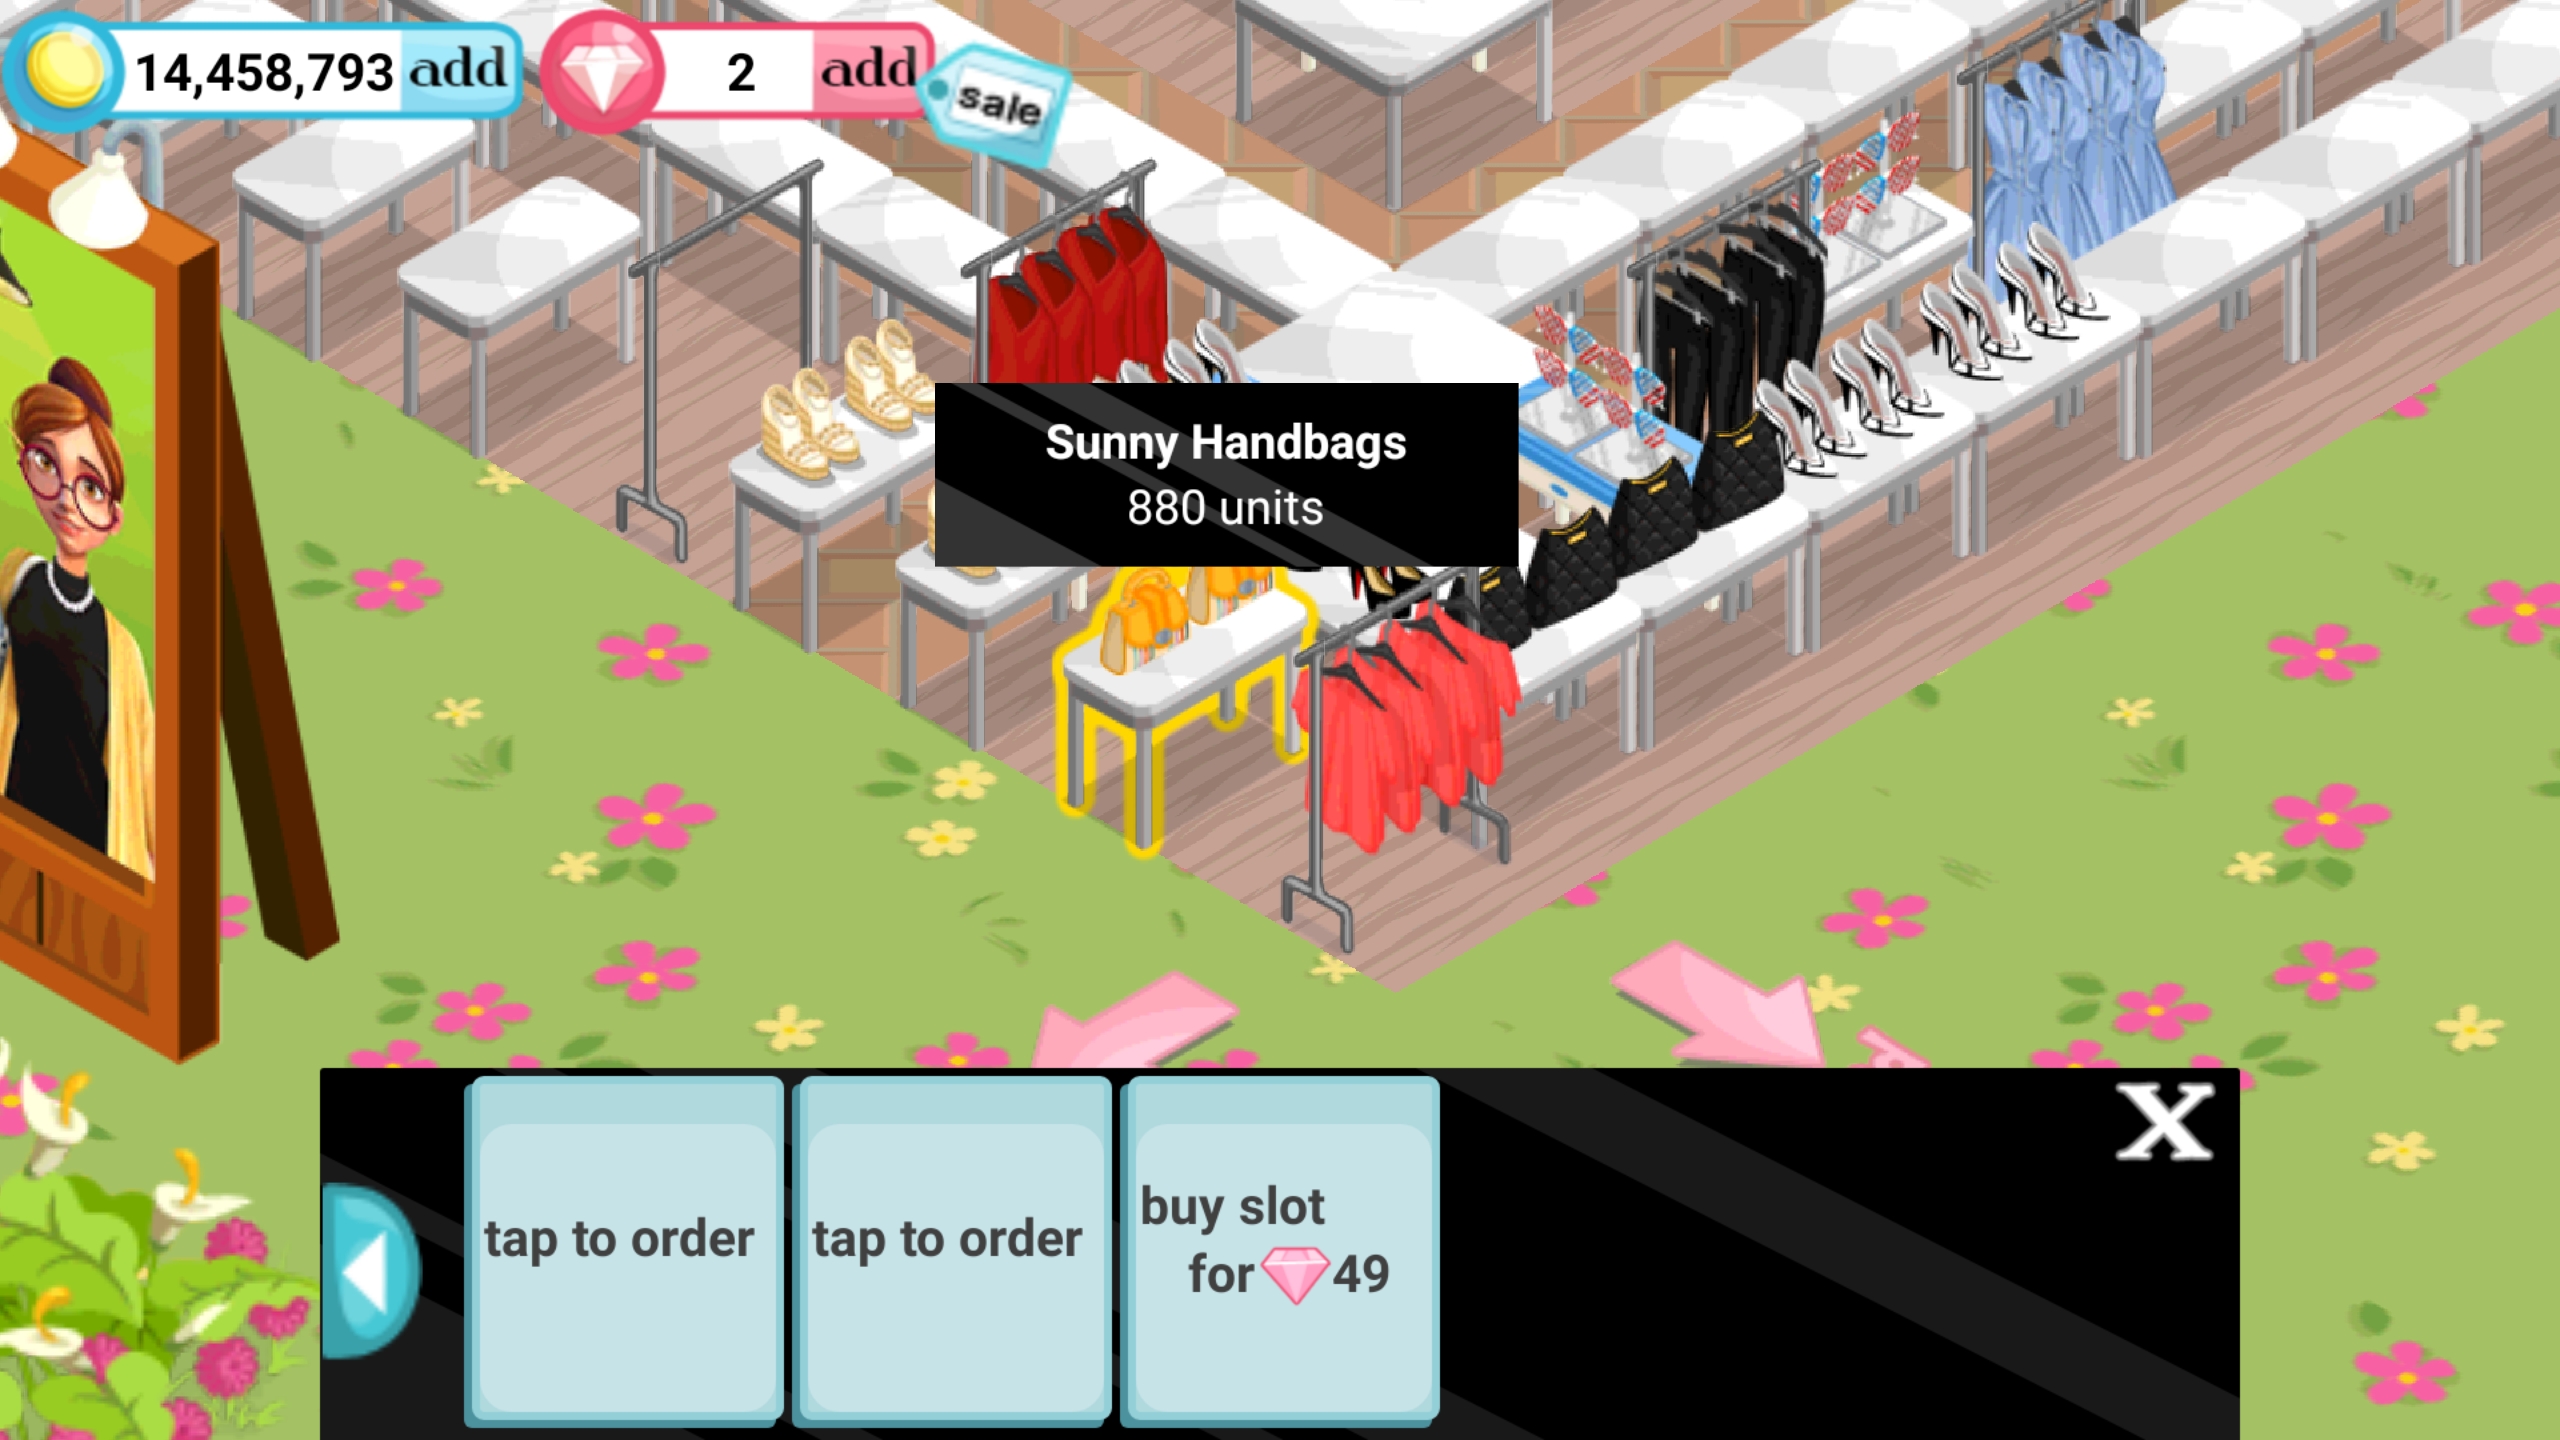 14,458,793 add
2 add
sale
Sunny Handbags
880 units
tap to order
tap to order
buy slot
for 49
X